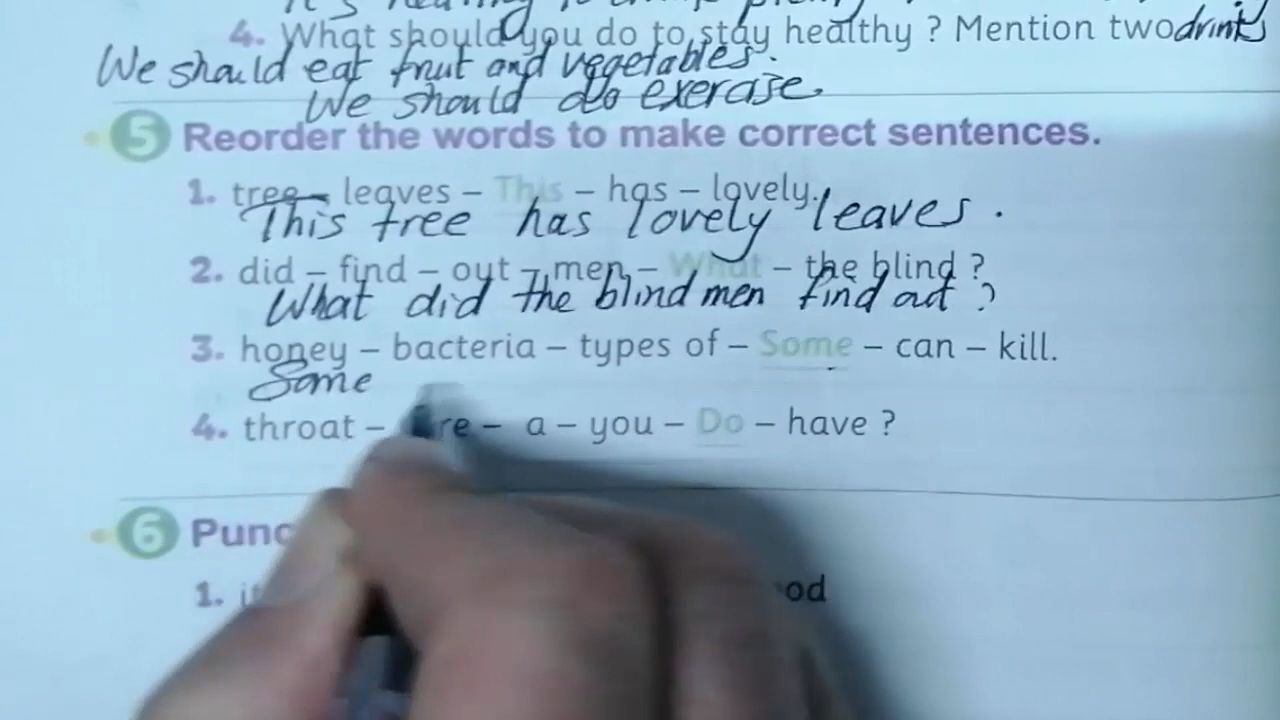 4. What should you do to stay healthy ? Mention two drinks
We should eat fruit and vegetables.
We should do exercise.
5 Reorder the words to make correct sentences.
1. tree – leaves – This – has – lovely.
This tree has lovely leaves.
2. did – find – out – men – What – the blind ?
What did the blind men find out ?
3. honey – bacteria – types of – Some – can – kill.
Some
4. throat – – a – you – Do – have ?
6
1.